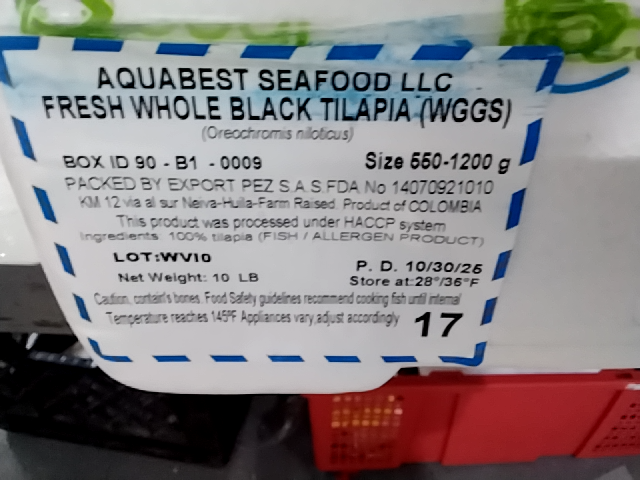 AQUABEST SEAFOOD LLC
FRESH WHOLE BLACK TILAPIA (WGGS)
(Oreochromis niloticus)
BOX ID 90 - B1 - 0009 Size 550-1200 g
PACKED BY EXPORT PEZ S.A.S.FDA No 14070921010
KM 12 via al sur Neiva-Huila-Farm Raised. Product of COLOMBIA
This product was processed under HACCP system
Ingredients: 100% tilapia (FISH / ALLERGEN PRODUCT)
LOT:WVI0 P. D. 10/30/25
Net Weight: 10 LB Store at:28°/36°F
Caution, contain's bones. Food Safety guidelines recommend cooking fish until internal
Temperature reaches 145°F Appliances vary,adjust accordingly 17